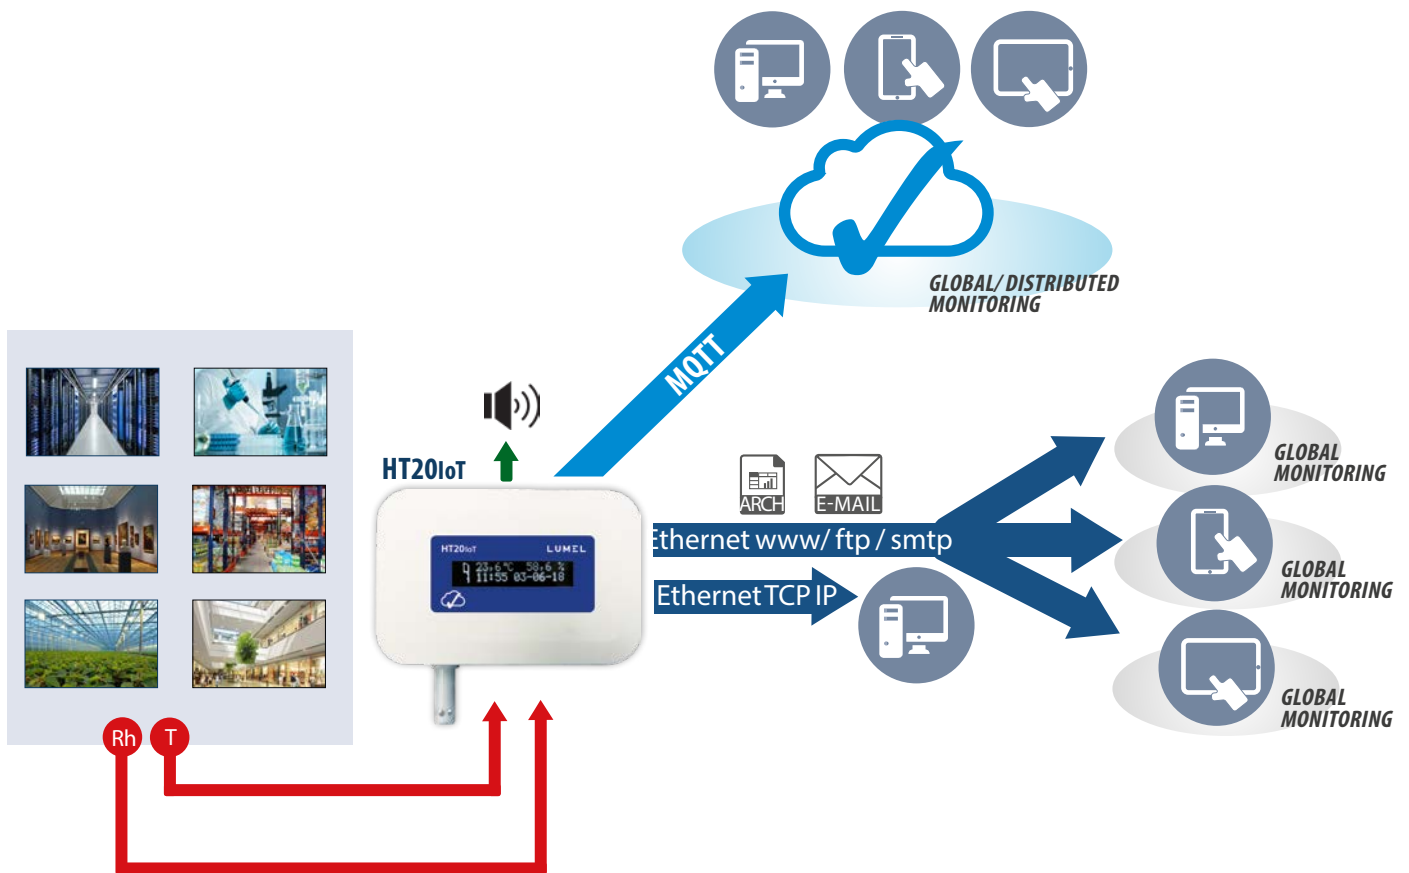 GLOBAL/ DISTRIBUTED
MONITORING
MQTT
HT20IoT
ARCH
E-MAIL
GLOBAL
MONITORING
HT20IoT
LUMEL
23,6°C 58,6 %
11:55 03-06-18
Ethernet www/ ftp / smtp
Ethernet TCP IP
GLOBAL
MONITORING
GLOBAL
MONITORING
Rh
T